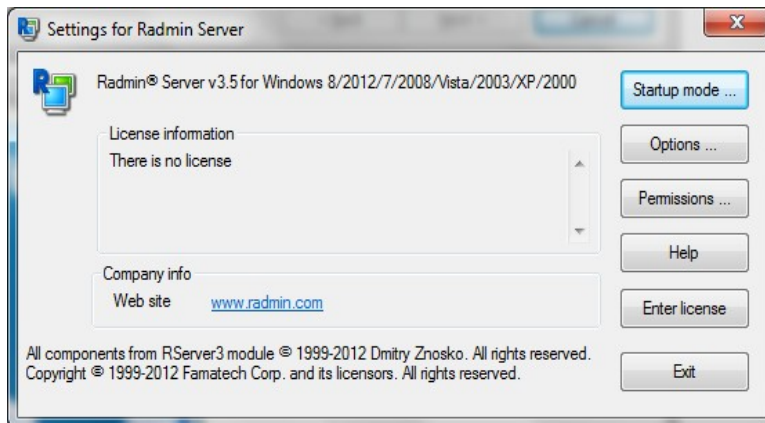 Settings for Radmin Server
Radmin® Server v3.5 for Windows 8/2012/7/2008/Vista/2003/XP/2000
Startup mode ...
License information
There is no license
Options ...
Permissions ...
Help
Company info
Web site www.radmin.com
Enter license
All components from RServer3 module © 1999-2012 Dmitry Znosko. All rights reserved.
Copyright © 1999-2012 Famatech Corp. and its licensors. All rights reserved.
Exit